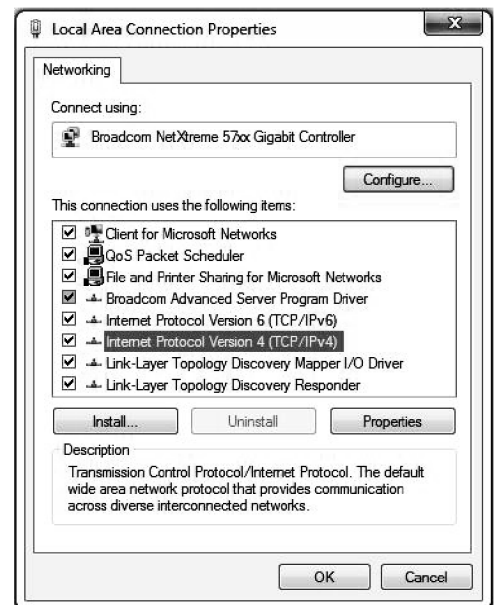 Local Area Connection Properties
Networking
Connect using:
Broadcom NetXtreme 57xx Gigabit Controller
Configure...
This connection uses the following items:
Client for Microsoft Networks
QoS Packet Scheduler
File and Printer Sharing for Microsoft Networks
Broadcom Advanced Server Program Driver
Internet Protocol Version 6 (TCP/IPv6)
Internet Protocol Version 4 (TCP/IPv4)
Link-Layer Topology Discovery Mapper I/O Driver
Link-Layer Topology Discovery Responder
Install... Uninstall Properties
Description
Transmission Control Protocol/Internet Protocol. The default
wide area network protocol that provides communication
across diverse interconnected networks.
OK Cancel